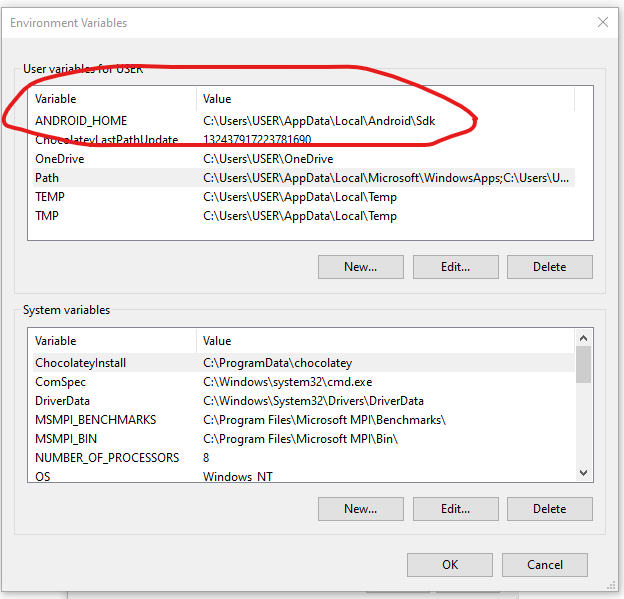 Environment Variables
User variables for USER
Variable Value
ANDROID_HOME C:\Users\USER\AppData\Local\Android\Sdk
ChocolateyLastPathUpdate 132437917223781690
OneDrive C:\Users\USER\OneDrive
Path C:\Users\USER\AppData\Local\Microsoft\WindowsApps;C:\Users\U...
TEMP C:\Users\USER\AppData\Local\Temp
TMP C:\Users\USER\AppData\Local\Temp
New... Edit... Delete
System variables
Variable Value
ChocolateyInstall C:\ProgramData\chocolatey
ComSpec C:\Windows\system32\cmd.exe
DriverData C:\Windows\System32\Drivers\DriverData
MSMPI_BENCHMARKS C:\Program Files\Microsoft MPI\Benchmarks\
MSMPI_BIN C:\Program Files\Microsoft MPI\Bin\
NUMBER_OF_PROCESSORS 8
OS Windows_NT
New... Edit... Delete
OK Cancel